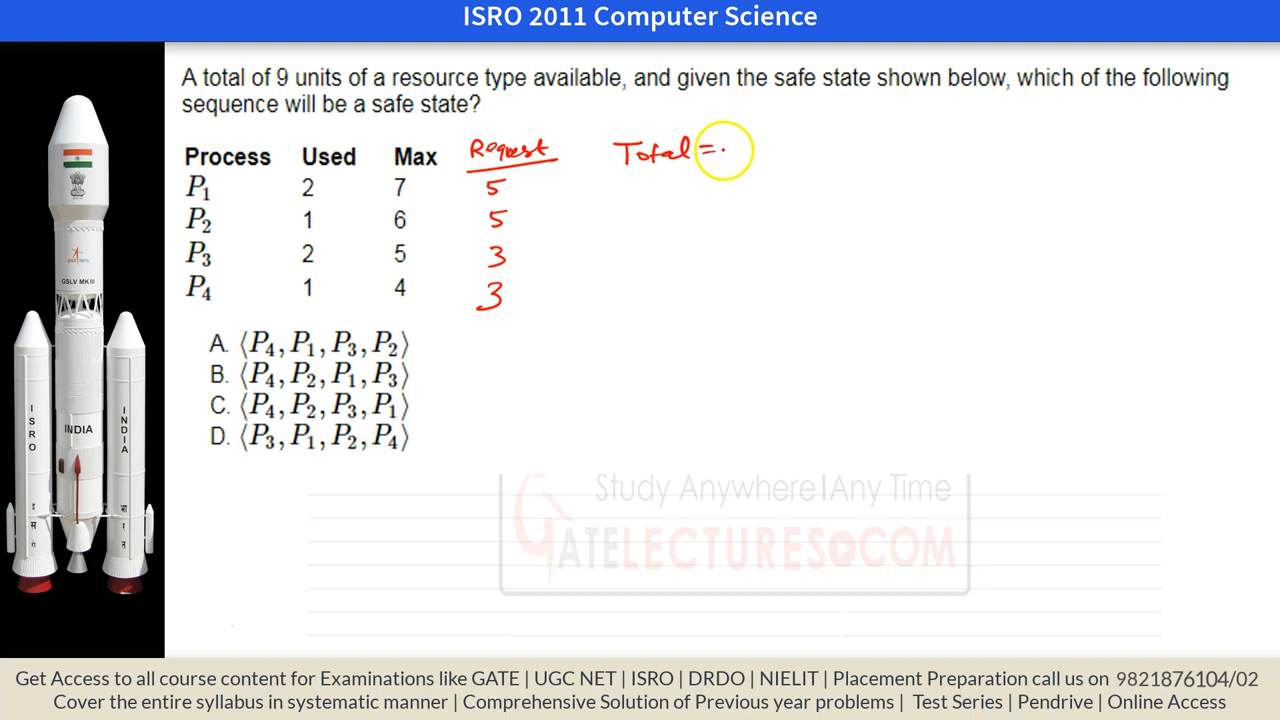 ISRO 2011 Computer Science
A total of 9 units of a resource type available, and given the safe state shown below, which of the following
sequence will be a safe state?
Process Used Max Request Total = .
P1 2 7 5
P2 1 6 5
P3 2 5 3
P4 1 4 3
A. ⟨P4, P1, P3, P2⟩
B. ⟨P4, P2, P1, P3⟩
C. ⟨P4, P2, P3, P1⟩
D. ⟨P3, P1, P2, P4⟩
GSLV MK III
ISRO
INDIA
INDIA
Study Anywhere|Any Time
GATELECTURES.COM
Get Access to all course content for Examinations like GATE | UGC NET | ISRO | DRDO | NIELIT | Placement Preparation call us on 9821876104/02
Cover the entire syllabus in systematic manner | Comprehensive Solution of Previous year problems | Test Series | Pendrive | Online Access